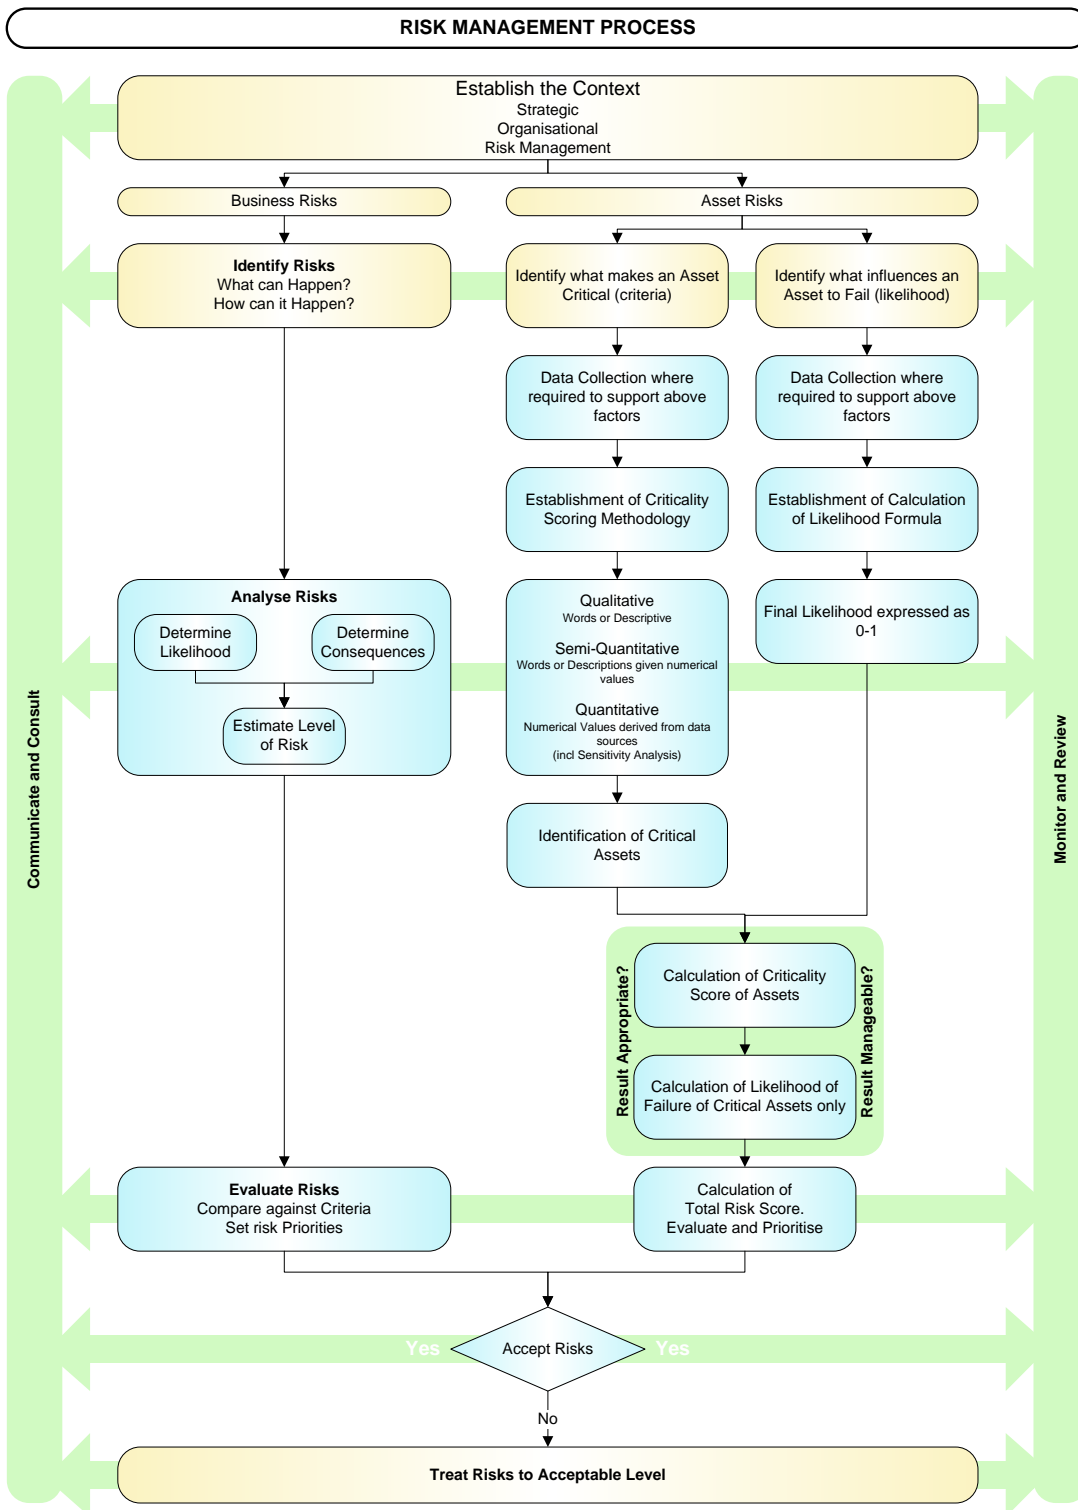 RISK MANAGEMENT PROCESS
Establish the Context
Strategic
Organisational
Risk Management
Business Risks
Asset Risks
Identify Risks
What can Happen?
How can it Happen?
Identify what makes an Asset
Critical (criteria)
Identify what influences an
Asset to Fail (likelihood)
Data Collection where
required to support above
factors
Data Collection where
required to support above
factors
Establishment of Criticality
Scoring Methodology
Establishment of Calculation
of Likelihood Formula
Analyse Risks
Determine
Likelihood
Determine
Consequences
Estimate Level
of Risk
Qualitative
Words or Descriptive
Semi-Quantitative
Words or Descriptions given numerical
values
Quantitative
Numerical Values derived from data
sources
(incl Sensitivity Analysis)
Final Likelihood expressed as
0-1
Communicate and Consult
Monitor and Review
Identification of Critical
Assets
Result Appropriate?
Calculation of Criticality
Score of Assets
Calculation of Likelihood of
Failure of Critical Assets only
Result Manageable?
Evaluate Risks
Compare against Criteria
Set risk Priorities
Calculation of
Total Risk Score.
Evaluate and Prioritise
Yes
Accept Risks
Yes
No
Treat Risks to Acceptable Level